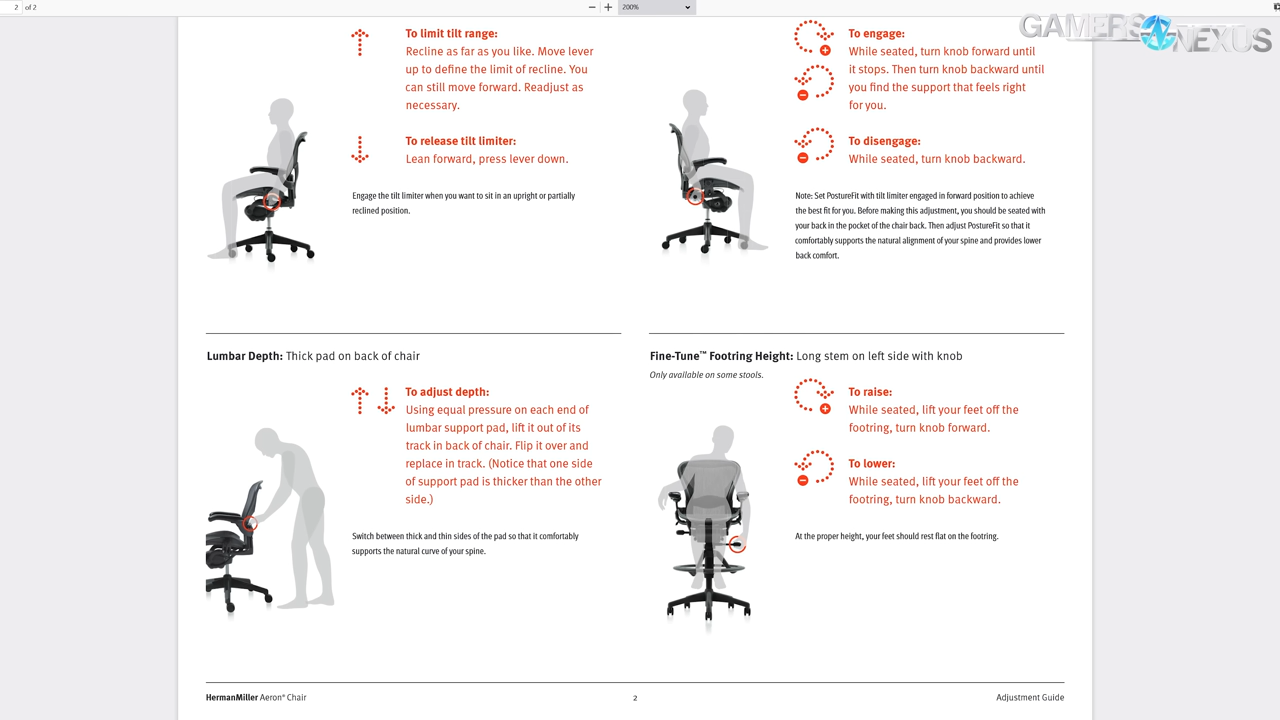 2 of 2
200%
GAMERS NEXUS
To limit tilt range:
Recline as far as you like. Move lever
up to define the limit of recline. You
can still move forward. Readjust as
necessary.
To release tilt limiter:
Lean forward, press lever down.
Engage the tilt limiter when you want to sit in an upright or partially
reclined position.
To engage:
While seated, turn knob forward until
it stops. Then turn knob backward until
you find the support that feels right
for you.
To disengage:
While seated, turn knob backward.
Note: Set PostureFit with tilt limiter engaged in forward position to achieve
the best fit for you. Before making this adjustment, you should be seated with
your back in the pocket of the chair back. Then adjust PostureFit so that it
comfortably supports the natural alignment of your spine and provides lower
back comfort.
Lumbar Depth: Thick pad on back of chair
To adjust depth:
Using equal pressure on each end of
lumbar support pad, lift it out of its
track in back of chair. Flip it over and
replace in track. (Notice that one side
of support pad is thicker than the other
side.)
Switch between thick and thin sides of the pad so that it comfortably
supports the natural curve of your spine.
Fine-Tune™ Footring Height: Long stem on left side with knob
Only available on some stools.
To raise:
While seated, lift your feet off the
footring, turn knob forward.
To lower:
While seated, lift your feet off the
footring, turn knob backward.
At the proper height, your feet should rest flat on the footring.
HermanMiller Aeron® Chair
2
Adjustment Guide